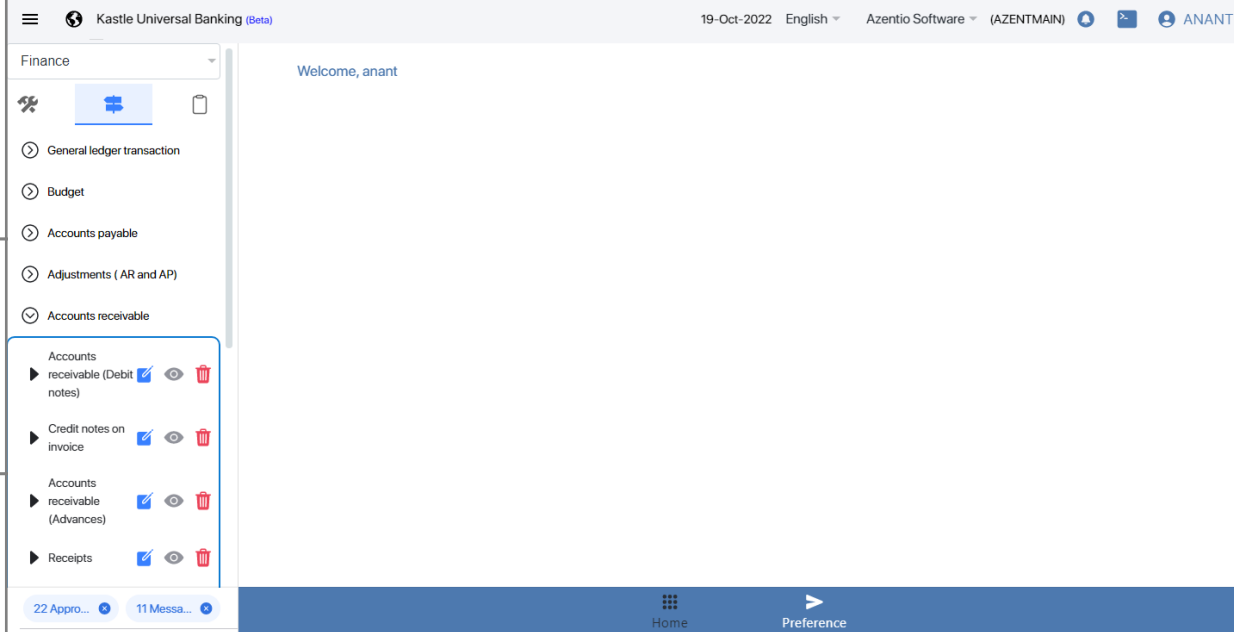 Kastle Universal Banking (Beta)
19-Oct-2022 English Azentio Software (AZENTMAIN) ANANT
Finance
Welcome, anant
General ledger transaction
Budget
Accounts payable
Adjustments ( AR and AP)
Accounts receivable
Accounts
receivable (Debit
notes)
Credit notes on
invoice
Accounts
receivable
(Advances)
Receipts
22 Appro...
11 Messa...
Home
Preference